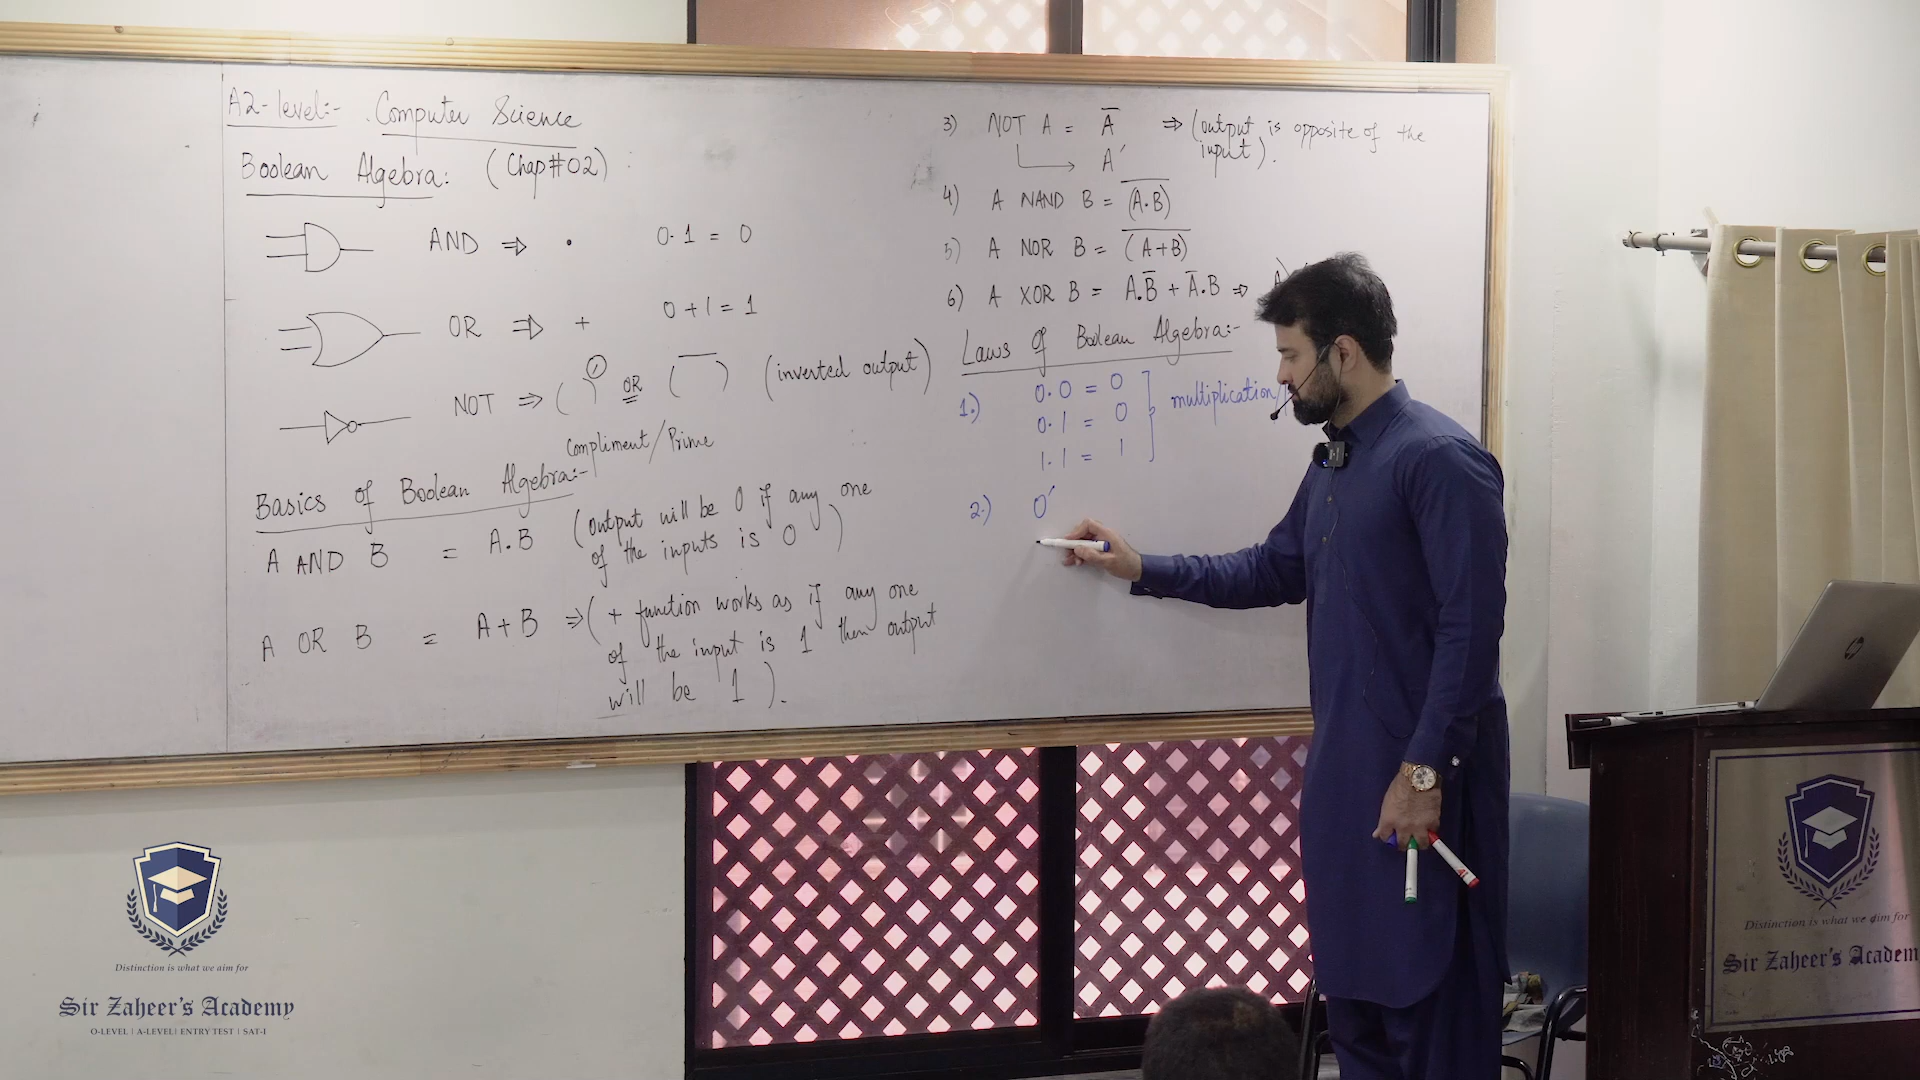 A2-level:- Computer Science
Boolean Algebra: (Chap#02)
AND ⇒ • 0.1 = 0
OR ⇒ + 0+1=1
NOT ⇒ ( )′ OR ( ‾ ) (inverted output)
Compliment/Prime
Basics of Boolean Algebra:-
A AND B = A.B (output will be 0 if any one
of the inputs is 0)
A OR B = A+B ⇒ (+ function works as if any one
of the input is 1 then output
will be 1).
3) NOT A = A̅ ⇒ (output is opposite of the
input).
A′
4) A NAND B = \overline{(A.B)}
5) A NOR B = \overline{(A+B)}
6) A XOR B = A.B̅ + A̅.B ⇒ A
Laws of Boolean Algebra:-
1.) 0.0 = 0
0.1 = 0
1.1 = 1
multiplication/
2.) 0′
Distinction is what we aim for
Sir Zaheer's Academy
O-LEVEL | A-LEVEL | ENTRY TEST | SAT-I
hp
Distinction is what we aim for
Sir Zaheer's Academ